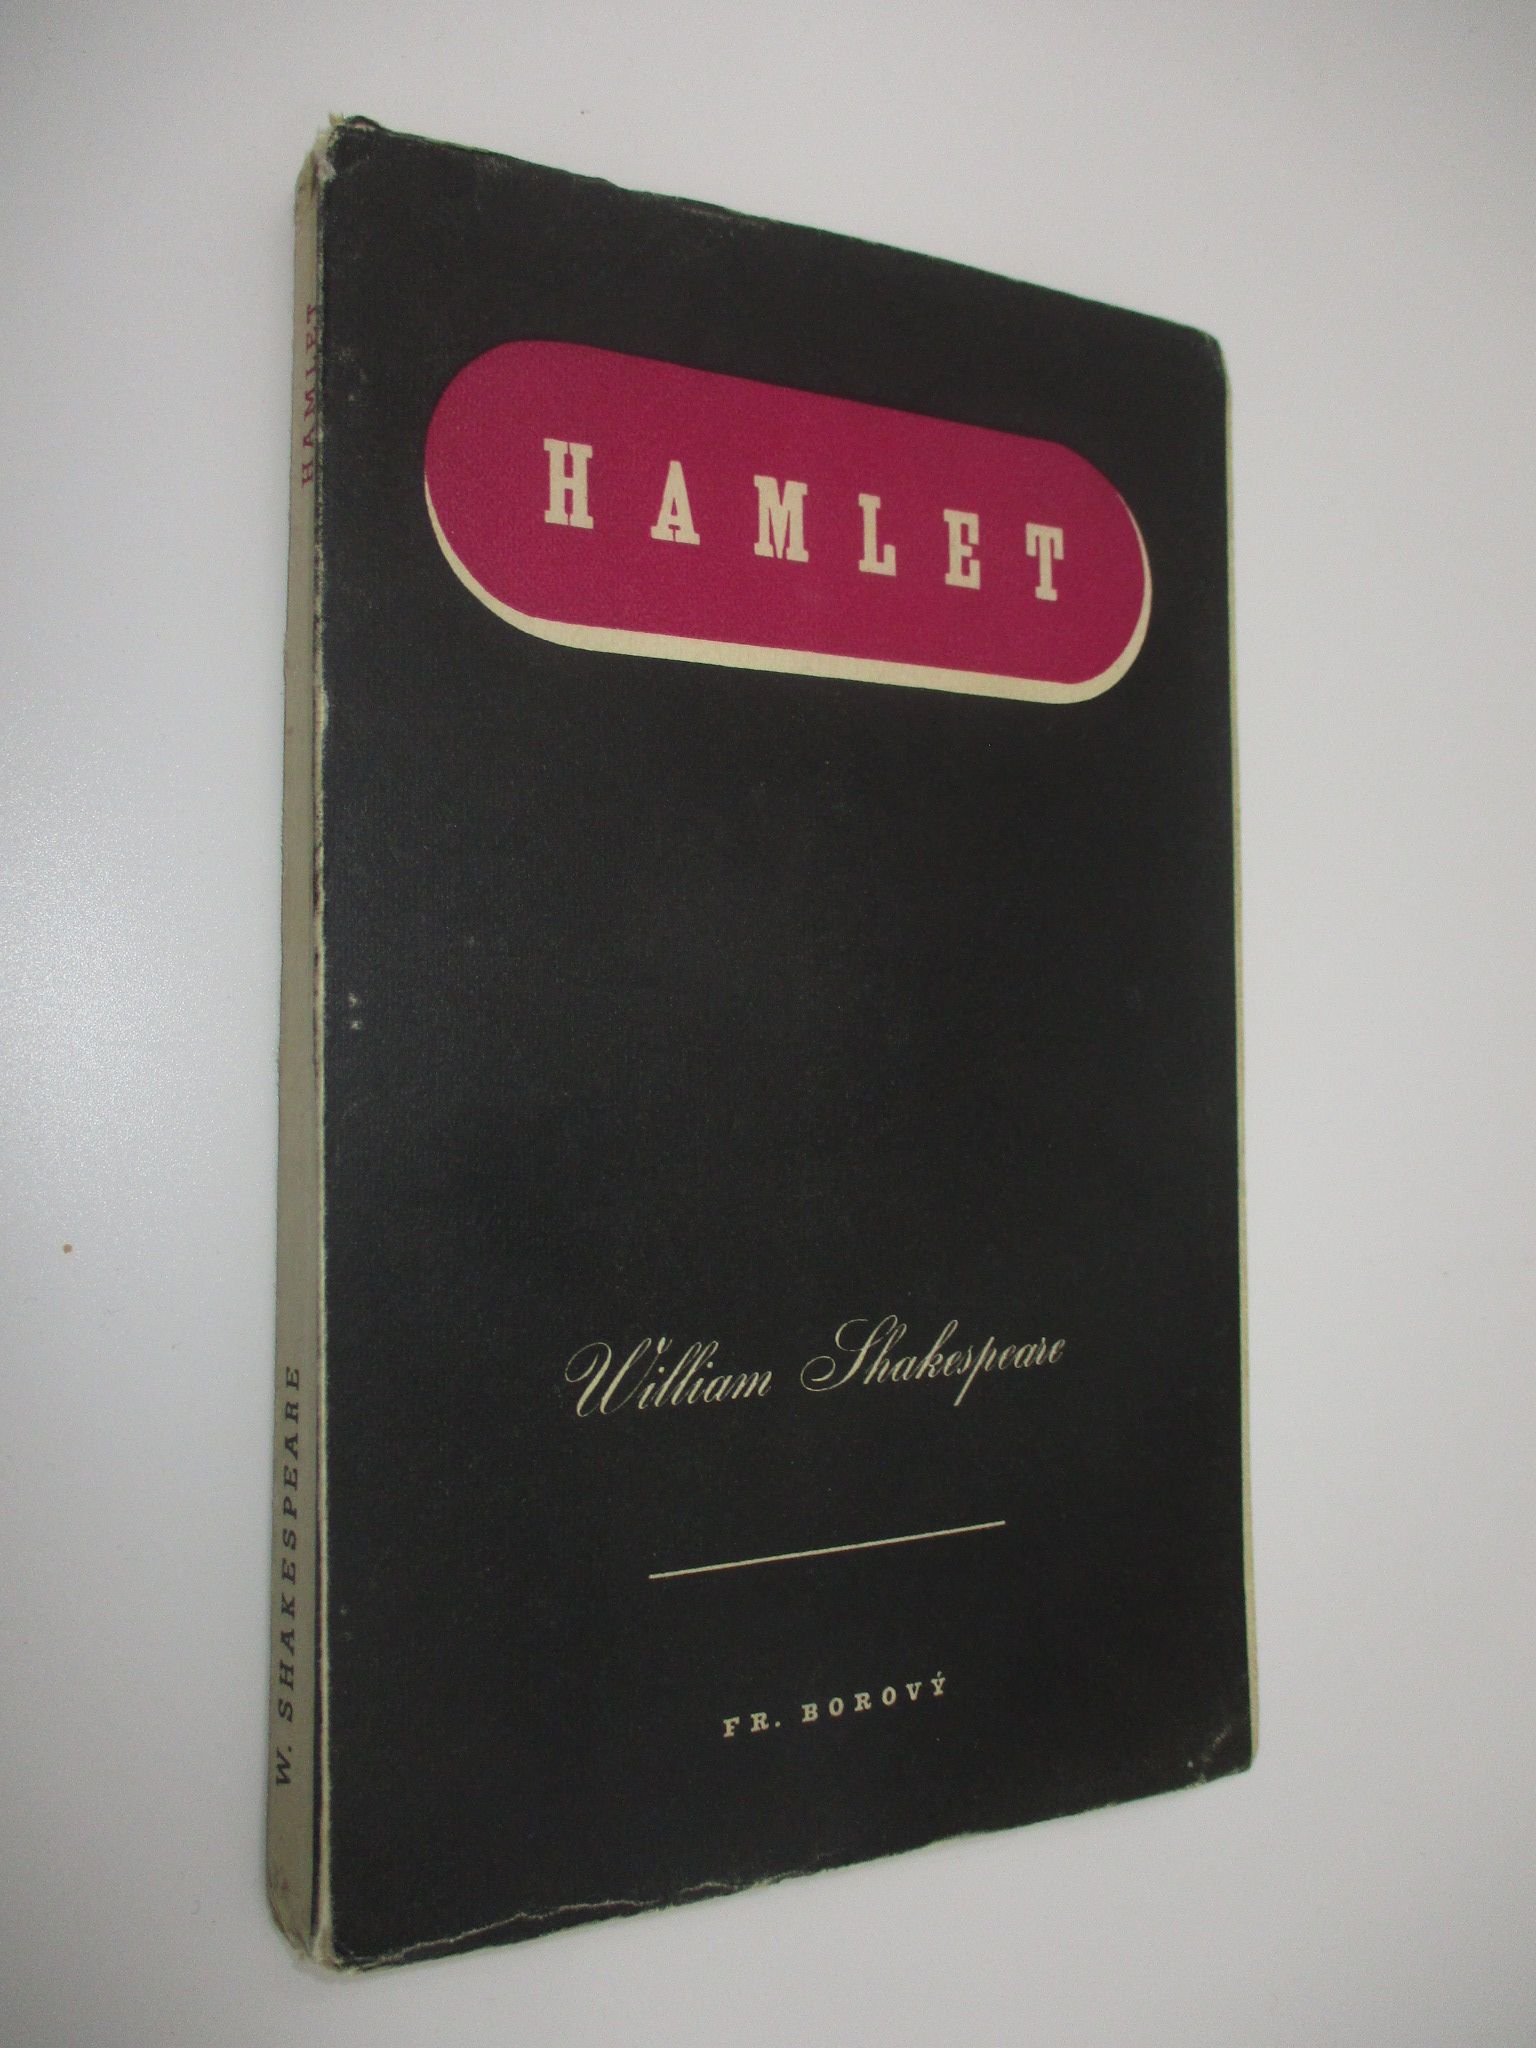 HAMLET
William Shakespeare
FR. BOROVÝ
W. SHAKESPEARE
HAMLET